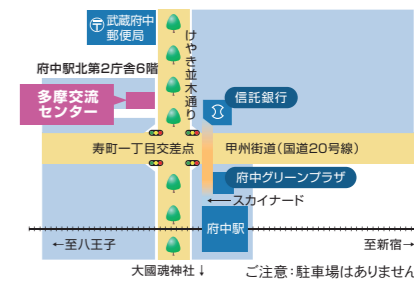 武蔵府中
郵便局
けやき並木通り
府中駅北第2庁舎6階
多摩交流
センター
信託銀行
寿町一丁目交差点
甲州街道(国道20号線)
府中グリーンプラザ
←スカイナード
府中駅
←至八王子
至新宿→
大國魂神社↓
ご注意:駐車場はありません